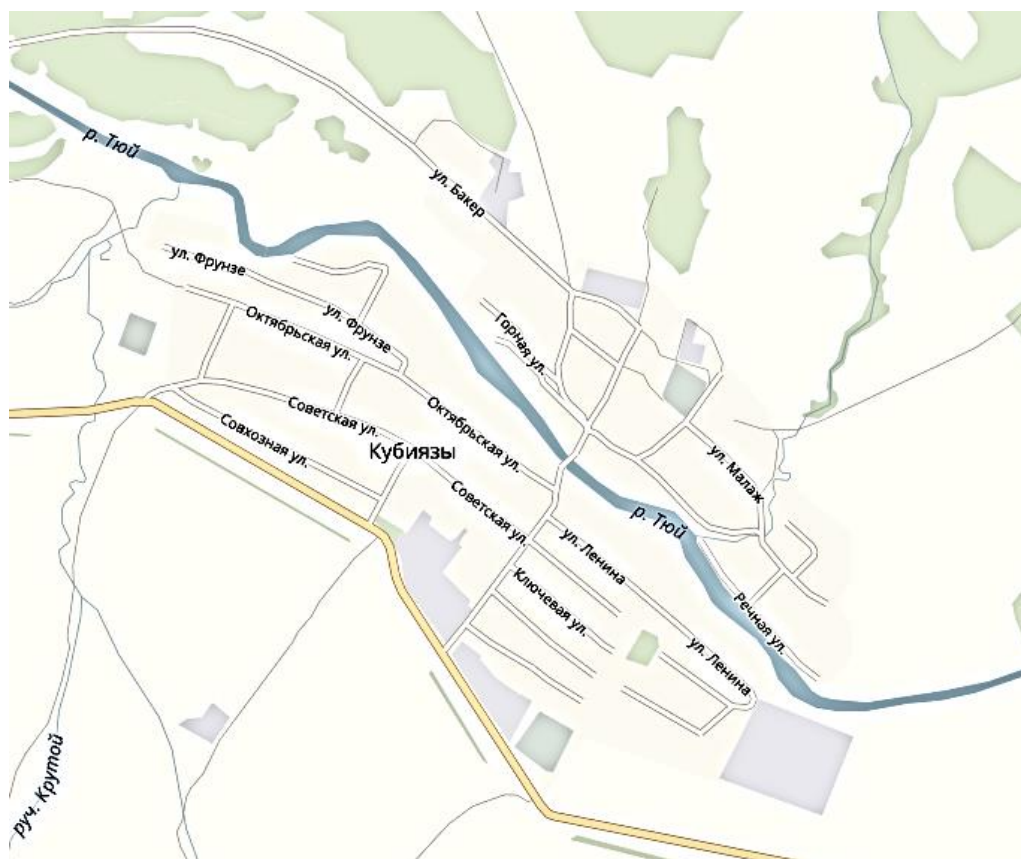 р. Тюй
ул. Бакер
ул. Фрунзе
ул. Фрунзе
Октябрьская ул.
Горная ул.
Советская ул.
Октябрьская ул.
Совхозная ул.
Кубиязы
ул. Малаж
Советская ул.
р. Тюй
ул. Ленина
Ключевая ул.
Речная ул.
ул. Ленина
руч. Крутой